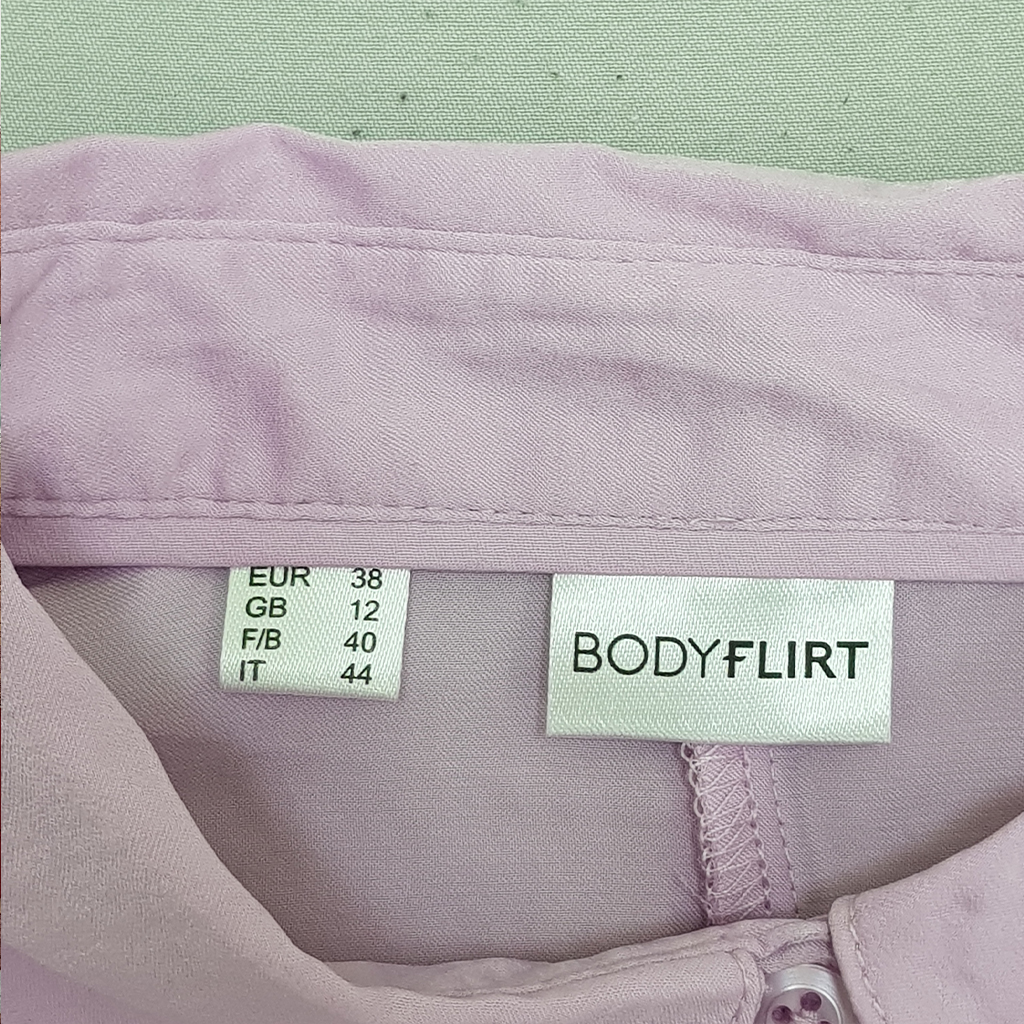 EUR 38
GB 12
F/B 40
IT 44
BODYFLIRT